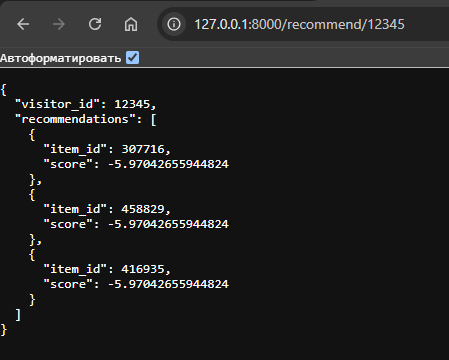 127.0.0.1:8000/recommend/12345
Автоформатировать
{
  "visitor_id": 12345,
  "recommendations": [
    {
      "item_id": 307716,
      "score": -5.97042655944824
    },
    {
      "item_id": 458829,
      "score": -5.97042655944824
    },
    {
      "item_id": 416935,
      "score": -5.97042655944824
    }
  ]
}